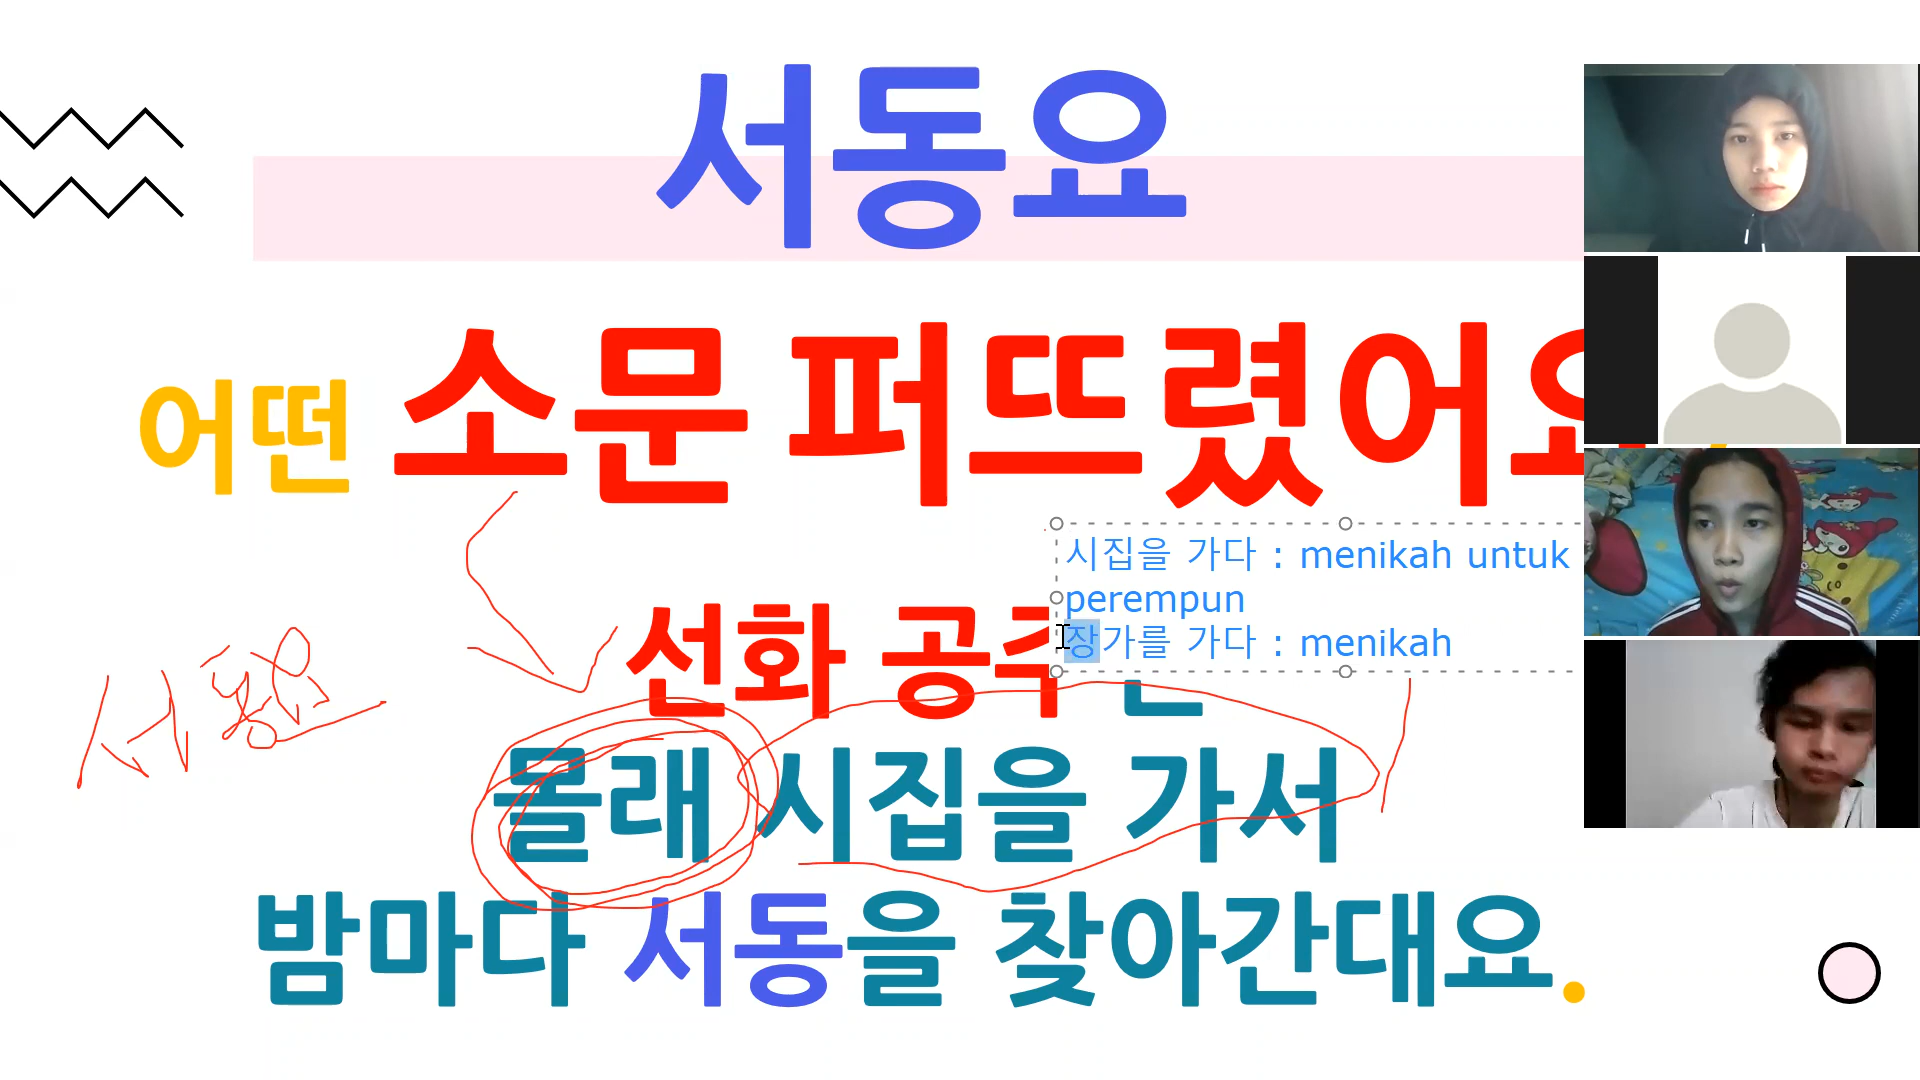 서동요
어떤 소문 퍼뜨렸어요
시집을 가다 : menikah untuk
perempun
장가를 가다 : menikah
선화 공주
몰래 시집을 가서
밤마다 서동을 찾아간대요.
서동요